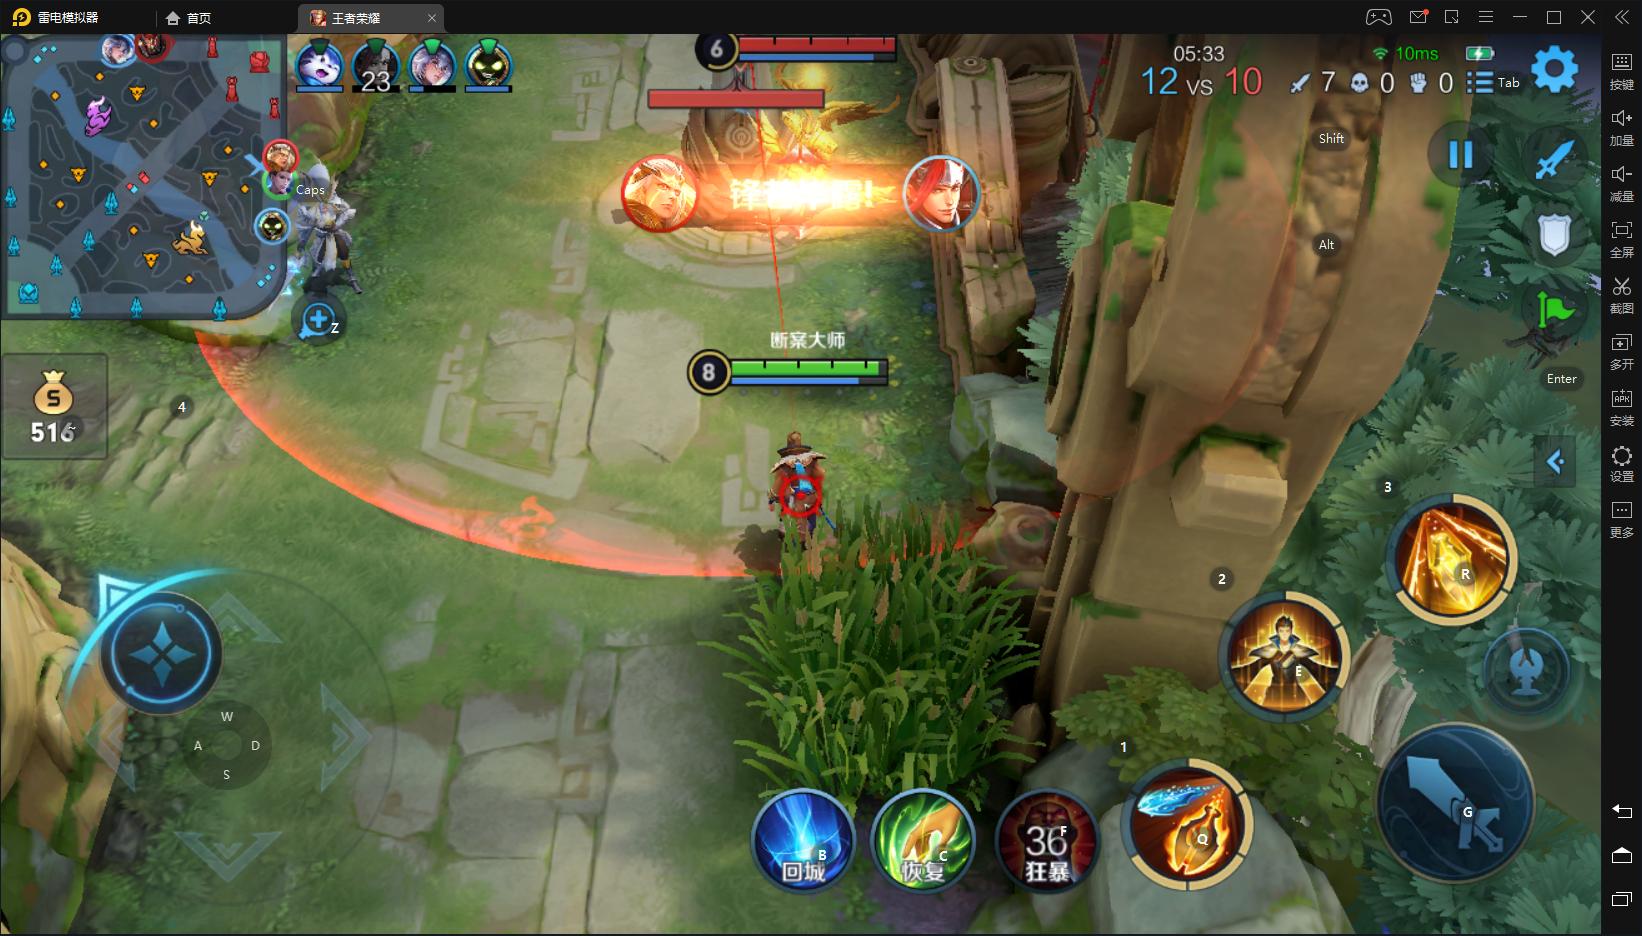 雷电模拟器
首页
王者荣耀
6
05:33
10ms
12 VS 10
7
0
0
Tab
23
Caps
Shift
Alt
Z
断案大师
8
S
516
4
Enter
3
R
2
E
W
A
D
S
1
Q
G
B
回城
C
恢复
36
F
狂暴
按键
加量
减量
全屏
截图
多开
APK
安装
设置
更多